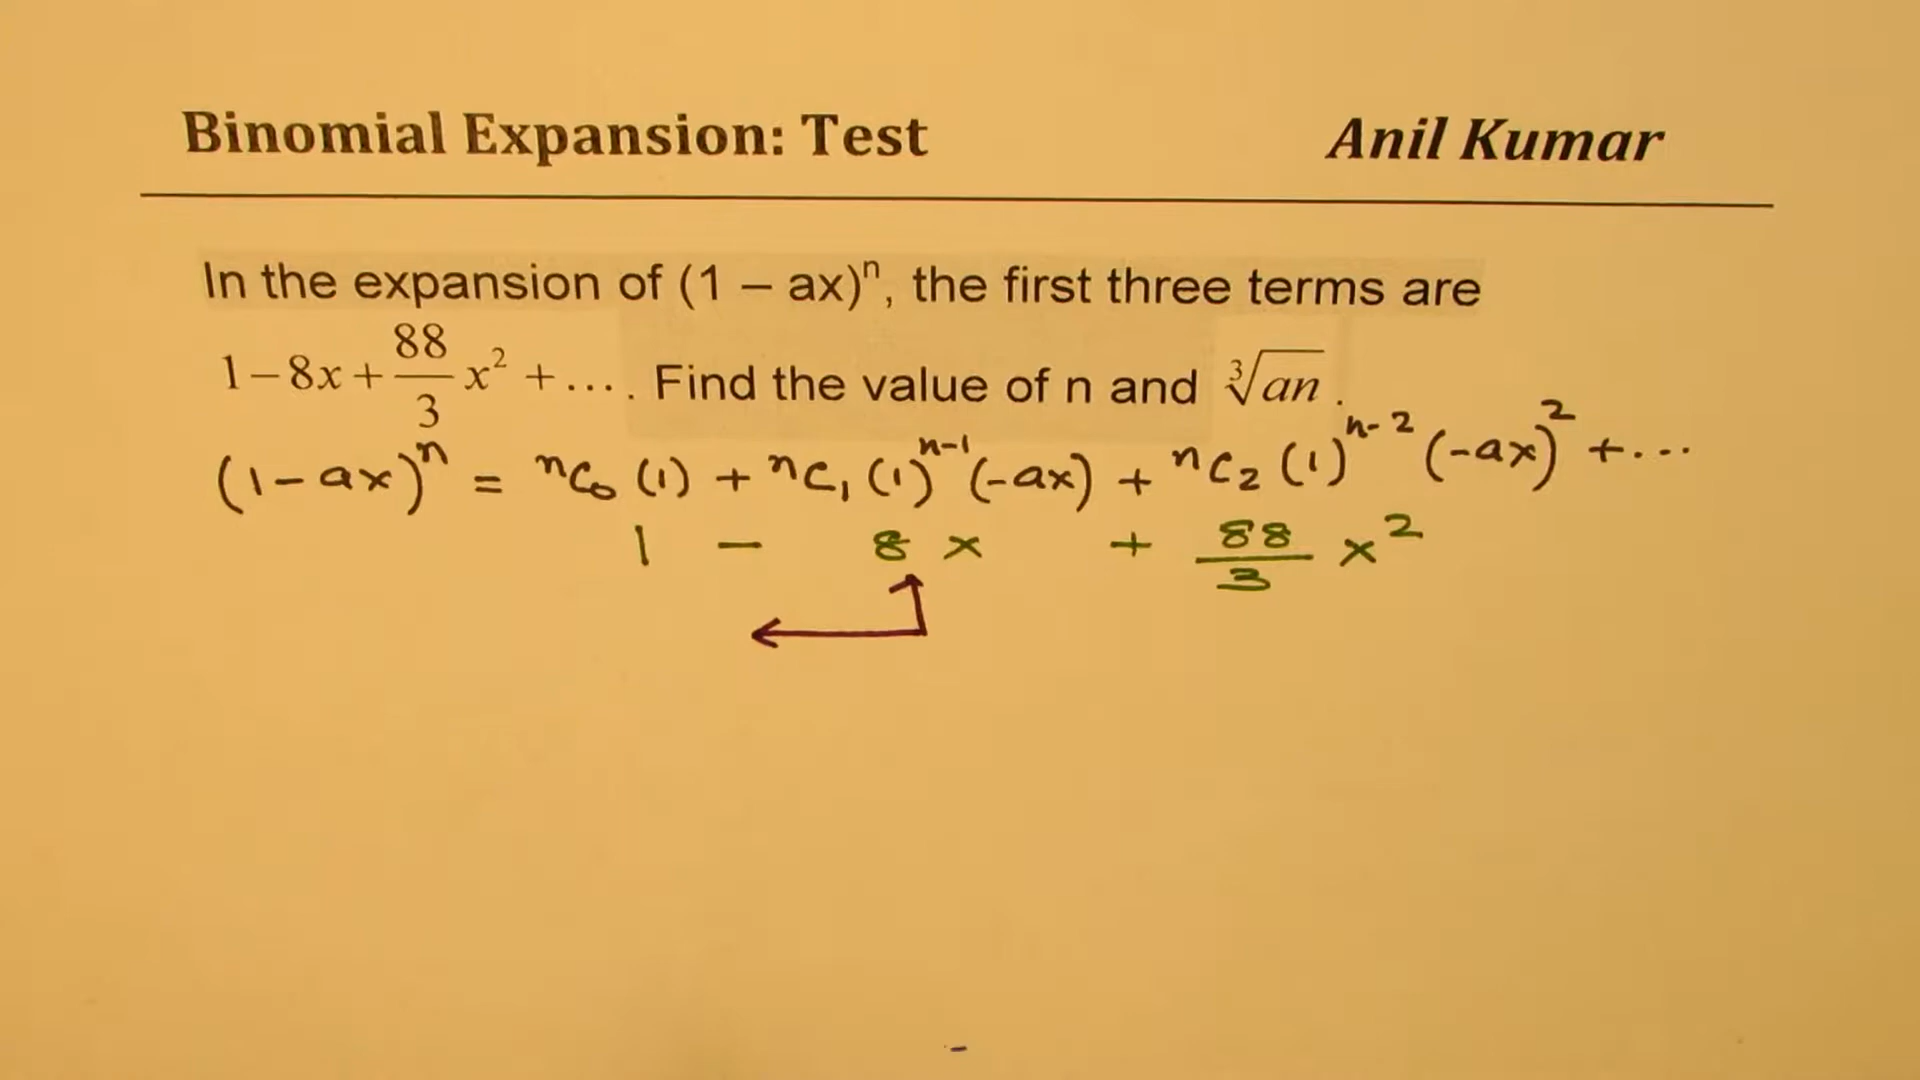 Binomial Expansion: Test Anil Kumar
In the expansion of (1 – ax)ⁿ, the first three terms are
1 – 8x + 88/3 x² + … . Find the value of n and ∛an .
(1 – ax)ⁿ = ⁿC₀ (1) + ⁿC₁ (1)ⁿ⁻¹ (-ax) + ⁿC₂ (1)ⁿ⁻² (-ax)² + ...
1 – 8 x + 88/3 x²